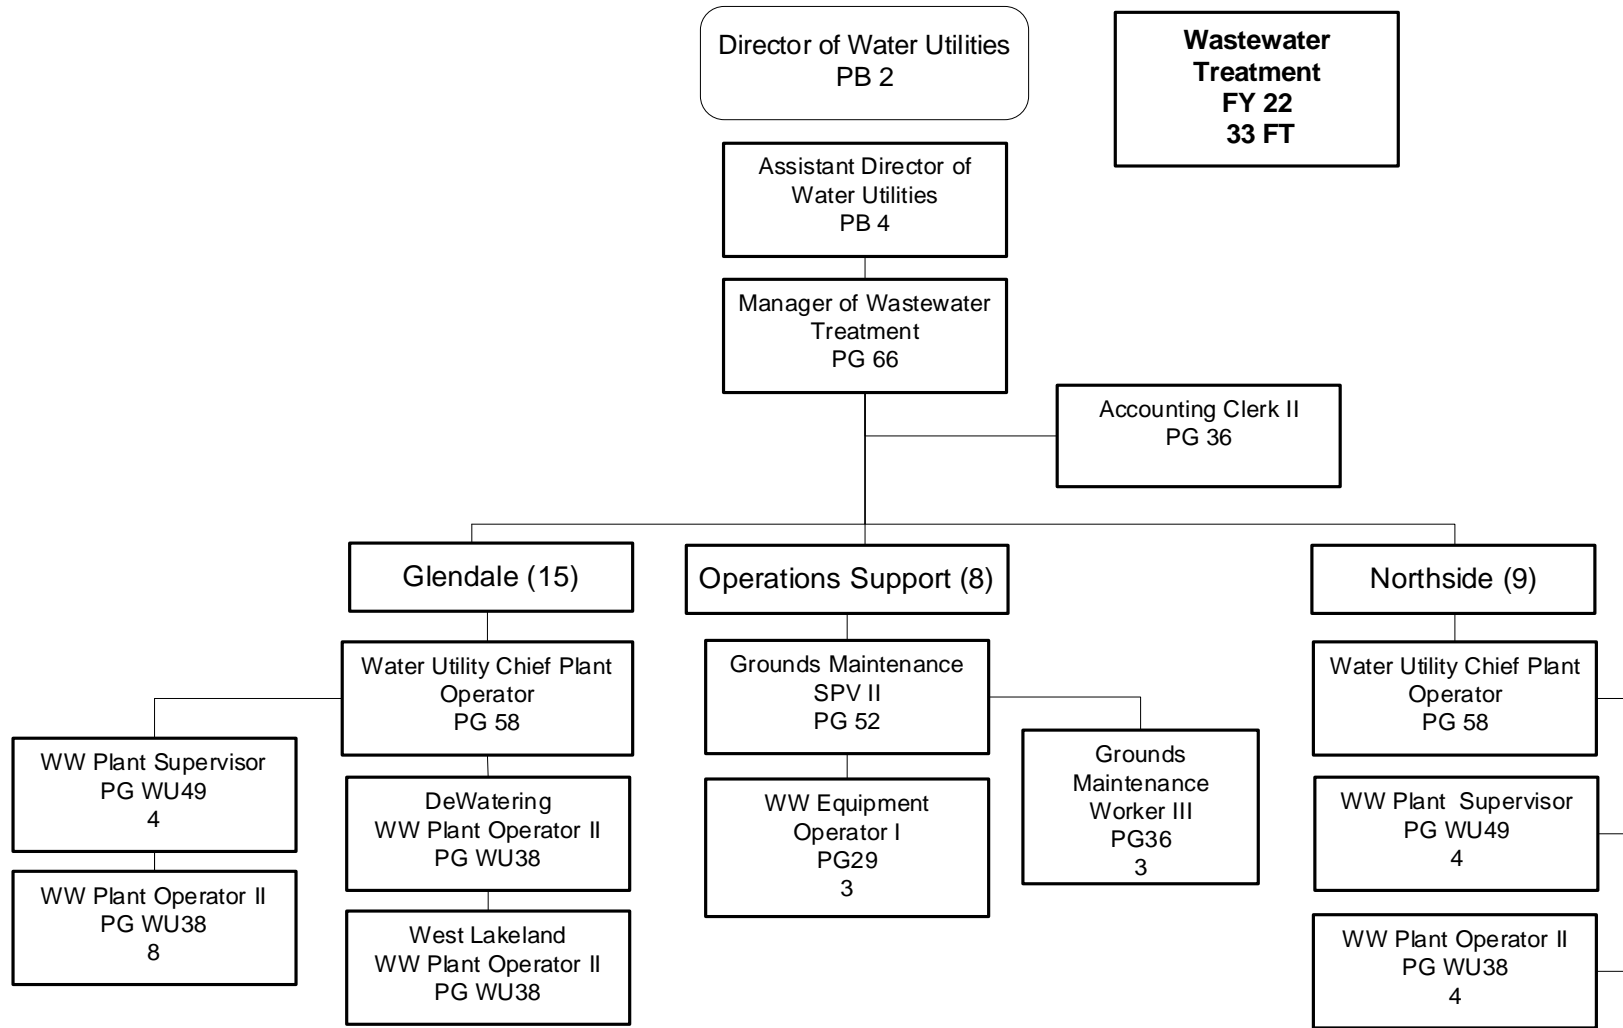 Director of Water Utilities
PB 2
Wastewater
Treatment
FY 22
33 FT
Assistant Director of
Water Utilities
PB 4
Manager of Wastewater
Treatment
PG 66
Accounting Clerk II
PG 36
Glendale (15)
Operations Support (8)
Northside (9)
Water Utility Chief Plant
Operator
PG 58
WW Plant Supervisor
PG WU49
4
WW Plant Operator II
PG WU38
8
DeWatering
WW Plant Operator II
PG WU38
West Lakeland
WW Plant Operator II
PG WU38
Grounds Maintenance
SPV II
PG 52
WW Equipment
Operator I
PG29
3
Grounds
Maintenance
Worker III
PG36
3
Water Utility Chief Plant
Operator
PG 58
WW Plant  Supervisor
PG WU49
4
WW Plant Operator II
PG WU38
4